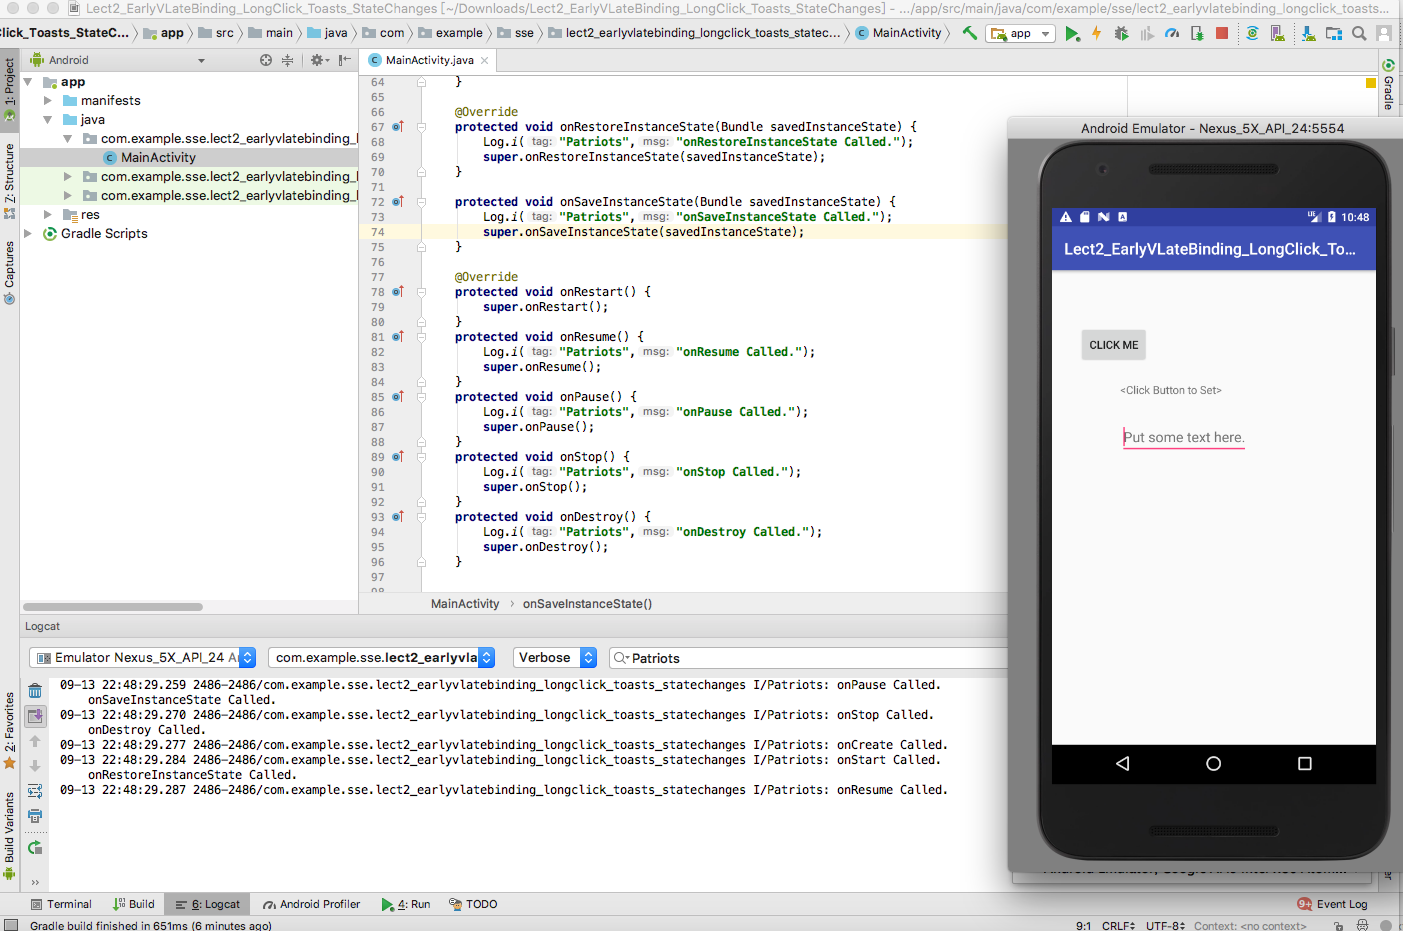 Lect2_EarlyVLateBinding_LongClick_Toasts_StateChanges [~/Downloads/Lect2_EarlyVLateBinding_LongClick_Toasts_StateChanges] - .../app/src/main/java/com/example/sse/lect2_earlyvlatebinding_longclick_toasts...
Click_Toasts_StateC... app src main java com example sse lect2_earlyvlatebinding_longclick_toasts_statec... MainActivity app
Android
MainActivity.java
1: Project
Z: Structure
Captures
2: Favorites
Build Variants
Gradle
app
manifests
java
com.example.sse.lect2_earlyvlatebinding_l
MainActivity
com.example.sse.lect2_earlyvlatebinding_l
com.example.sse.lect2_earlyvlatebinding_l
res
Gradle Scripts
64 }
65
66 @Override
67 protected void onRestoreInstanceState(Bundle savedInstanceState) {
68 Log.i( tag: "Patriots", msg: "onRestoreInstanceState Called.");
69 super.onRestoreInstanceState(savedInstanceState);
70 }
71
72 protected void onSaveInstanceState(Bundle savedInstanceState) {
73 Log.i( tag: "Patriots", msg: "onSaveInstanceState Called.");
74 super.onSaveInstanceState(savedInstanceState);
75 }
76
77 @Override
78 protected void onRestart() {
79 super.onRestart();
80 }
81 protected void onResume() {
82 Log.i( tag: "Patriots", msg: "onResume Called.");
83 super.onResume();
84 }
85 protected void onPause() {
86 Log.i( tag: "Patriots", msg: "onPause Called.");
87 super.onPause();
88 }
89 protected void onStop() {
90 Log.i( tag: "Patriots", msg: "onStop Called.");
91 super.onStop();
92 }
93 protected void onDestroy() {
94 Log.i( tag: "Patriots", msg: "onDestroy Called.");
95 super.onDestroy();
96 }
97
98
MainActivity › onSaveInstanceState()
Android Emulator - Nexus_5X_API_24:5554
LTE 10:48
Lect2_EarlyVLateBinding_LongClick_To...
CLICK ME
<Click Button to Set>
Put some text here.
Logcat
Emulator Nexus_5X_API_24 A com.example.sse.lect2_earlyvla Verbose Patriots
09-13 22:48:29.259 2486-2486/com.example.sse.lect2_earlyvlatebinding_longclick_toasts_statechanges I/Patriots: onPause Called.
onSaveInstanceState Called.
09-13 22:48:29.270 2486-2486/com.example.sse.lect2_earlyvlatebinding_longclick_toasts_statechanges I/Patriots: onStop Called.
onDestroy Called.
09-13 22:48:29.277 2486-2486/com.example.sse.lect2_earlyvlatebinding_longclick_toasts_statechanges I/Patriots: onCreate Called.
09-13 22:48:29.284 2486-2486/com.example.sse.lect2_earlyvlatebinding_longclick_toasts_statechanges I/Patriots: onStart Called.
onRestoreInstanceState Called.
09-13 22:48:29.287 2486-2486/com.example.sse.lect2_earlyvlatebinding_longclick_toasts_statechanges I/Patriots: onResume Called.
Terminal Build 6: Logcat Android Profiler 4: Run TODO 9+ Event Log
Gradle build finished in 651ms (6 minutes ago) 9:1 CRLF UTF-8 Context: <no context>